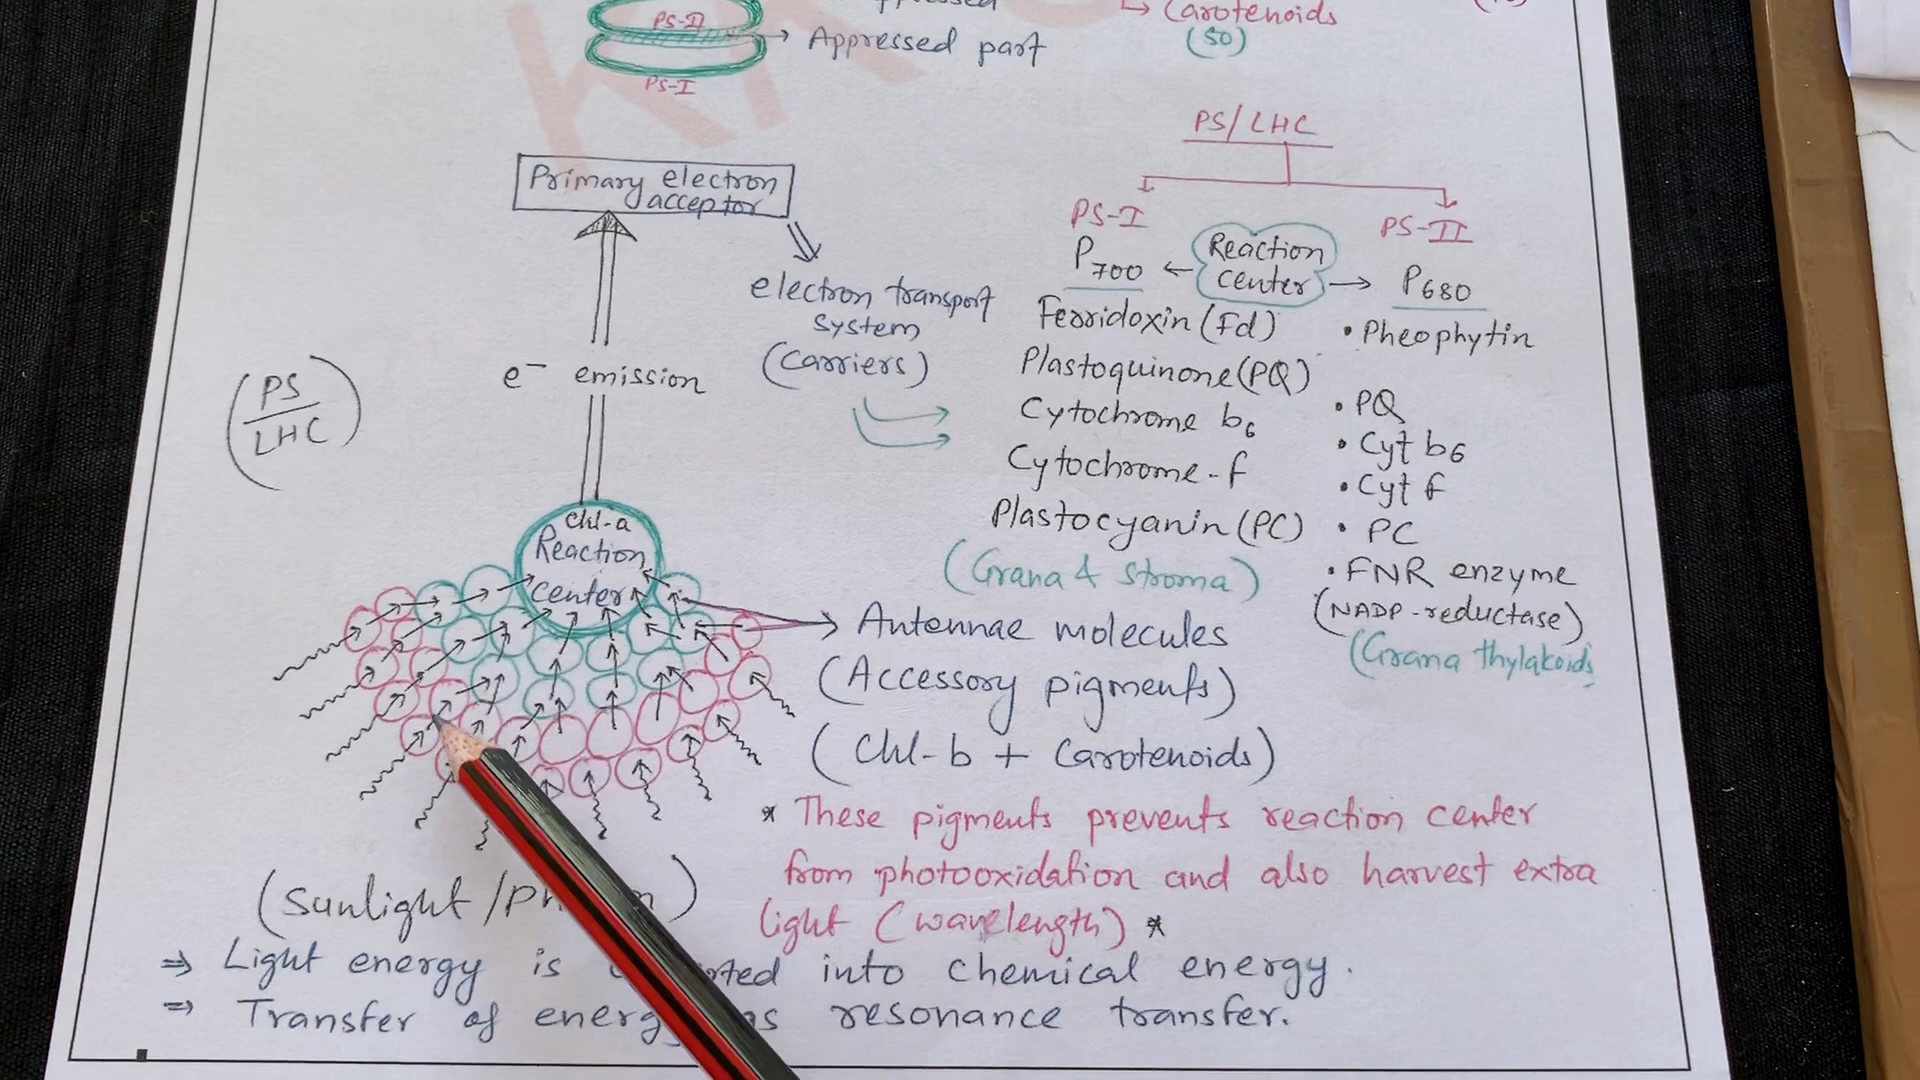 PS-II
PS-I
Appressed part
↳ Carotenoids
(50)
PS/LHC
PS-I
PS-II
P700 ← Reaction center → P680
Ferridoxin (Fd)
• Pheophytin
Plastoquinone (PQ)
• PQ
Cytochrome b6
• Cyt b6
Cytochrome-f
• Cyt f
Plastocyanin (PC)
• PC
(Grana & stroma)
• FNR enzyme
(NADP-reductase)
(Grana thylakoids
Primary electron
acceptor
electron transport
system
(carriers)
e⁻ emission
(PS
LHC)
Chl-a
Reaction
center
Antennae molecules
(Accessory pigments)
(Chl-b + Carotenoids)
* These pigments prevents reaction center
from photooxidation and also harvest extra
light (wavelength) *
(Sunlight /
⇒ Light energy is into chemical energy.
⇒ Transfer of resonance transfer.